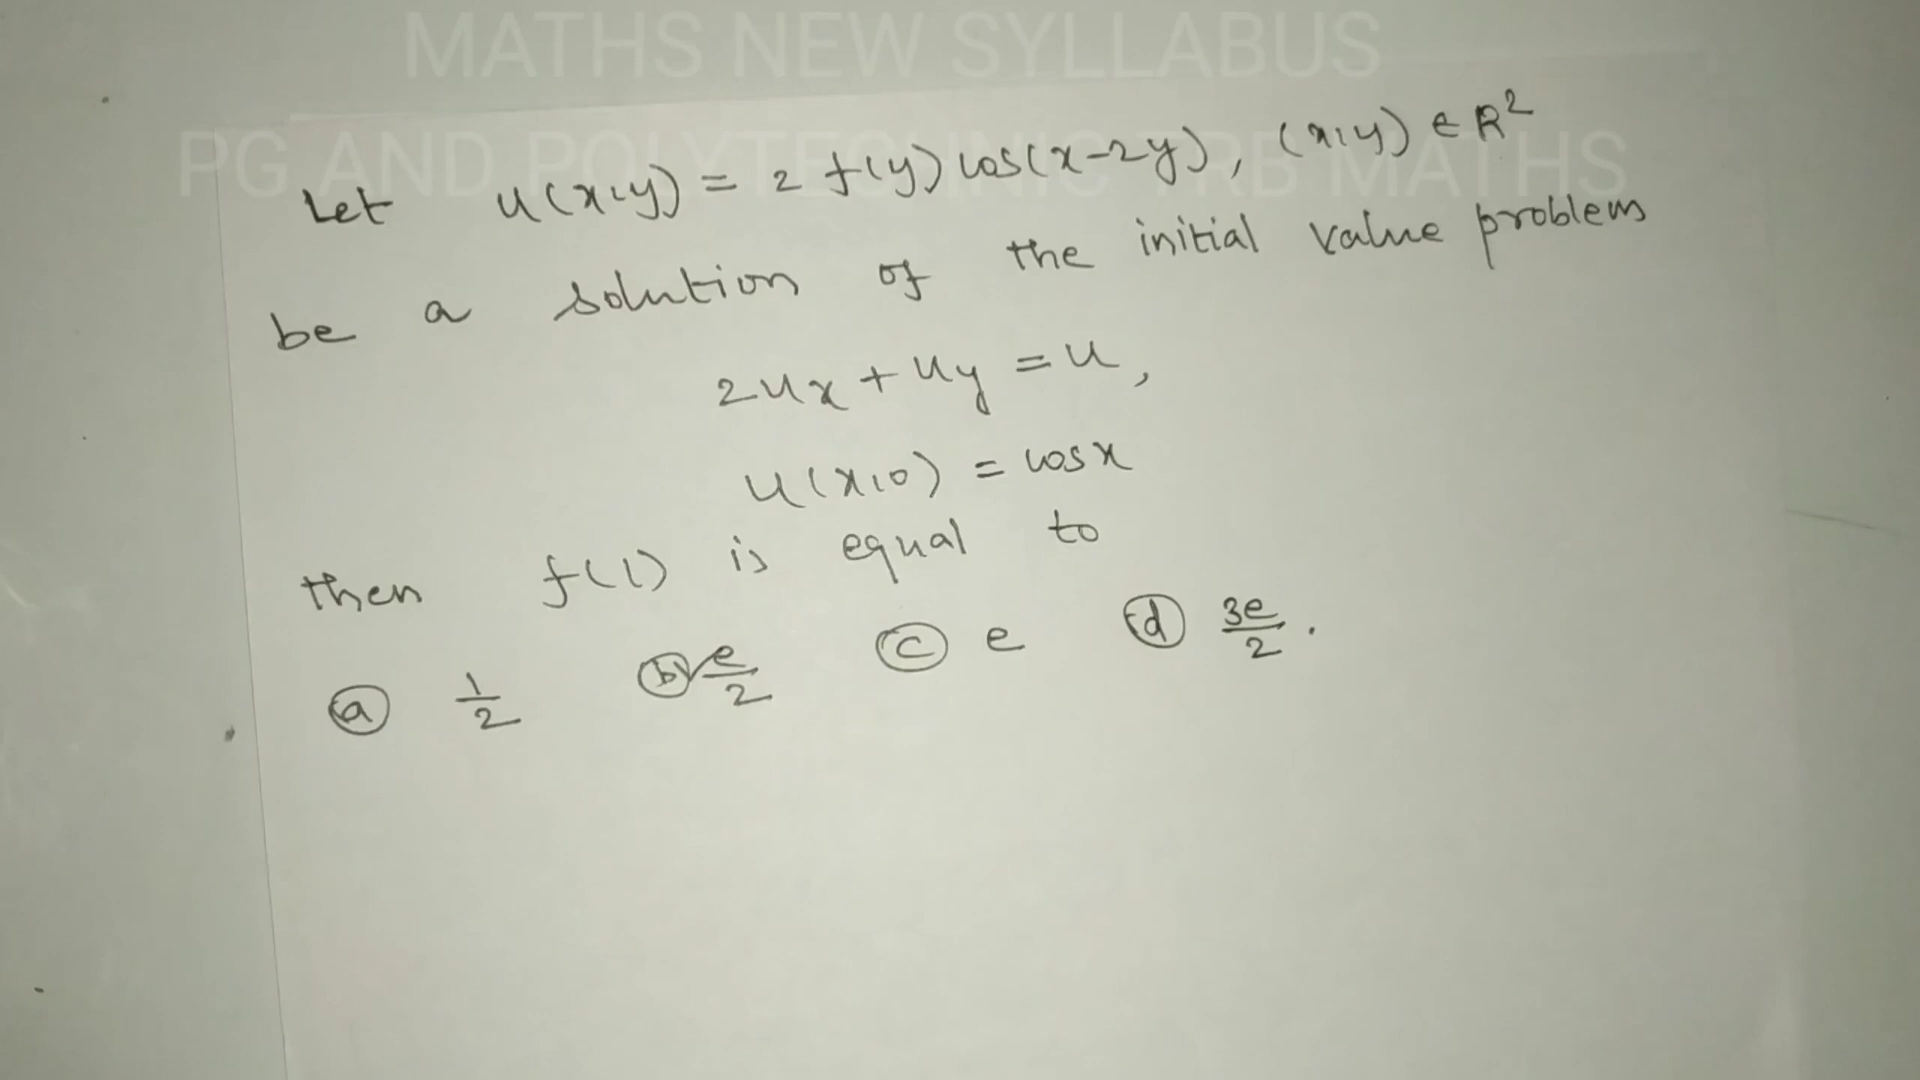 MATHS NEW SYLLABUS
PG AND POLYTECHNIC TRB MATHS
Let u(x,y) = 2 f(y) cos(x-2y), (x,y) ∈ R²
be a solution of the initial value problem
2ux + uy = u,
u(x,0) = cos x
then f(1) is equal to
ⓐ 1/2 ⓑ✓ e/2 ⓒ e ⓓ 3e/2.